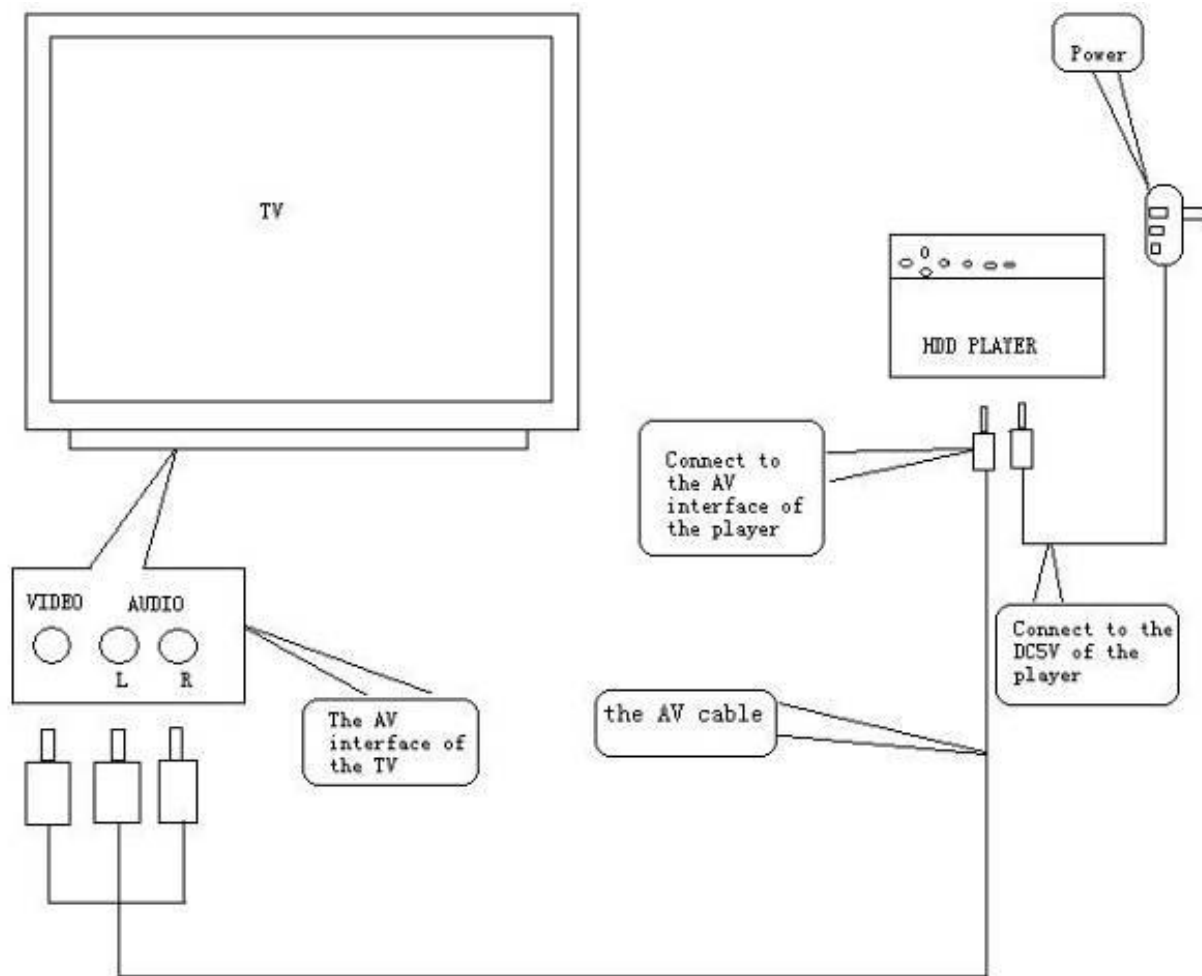 Power
TV
HDD PLAYER
Connect to
the AV
interface of
the player
VIDEO AUDIO
L R
Connect to the
DC5V of the
player
The AV
interface of
the TV
the AV cable